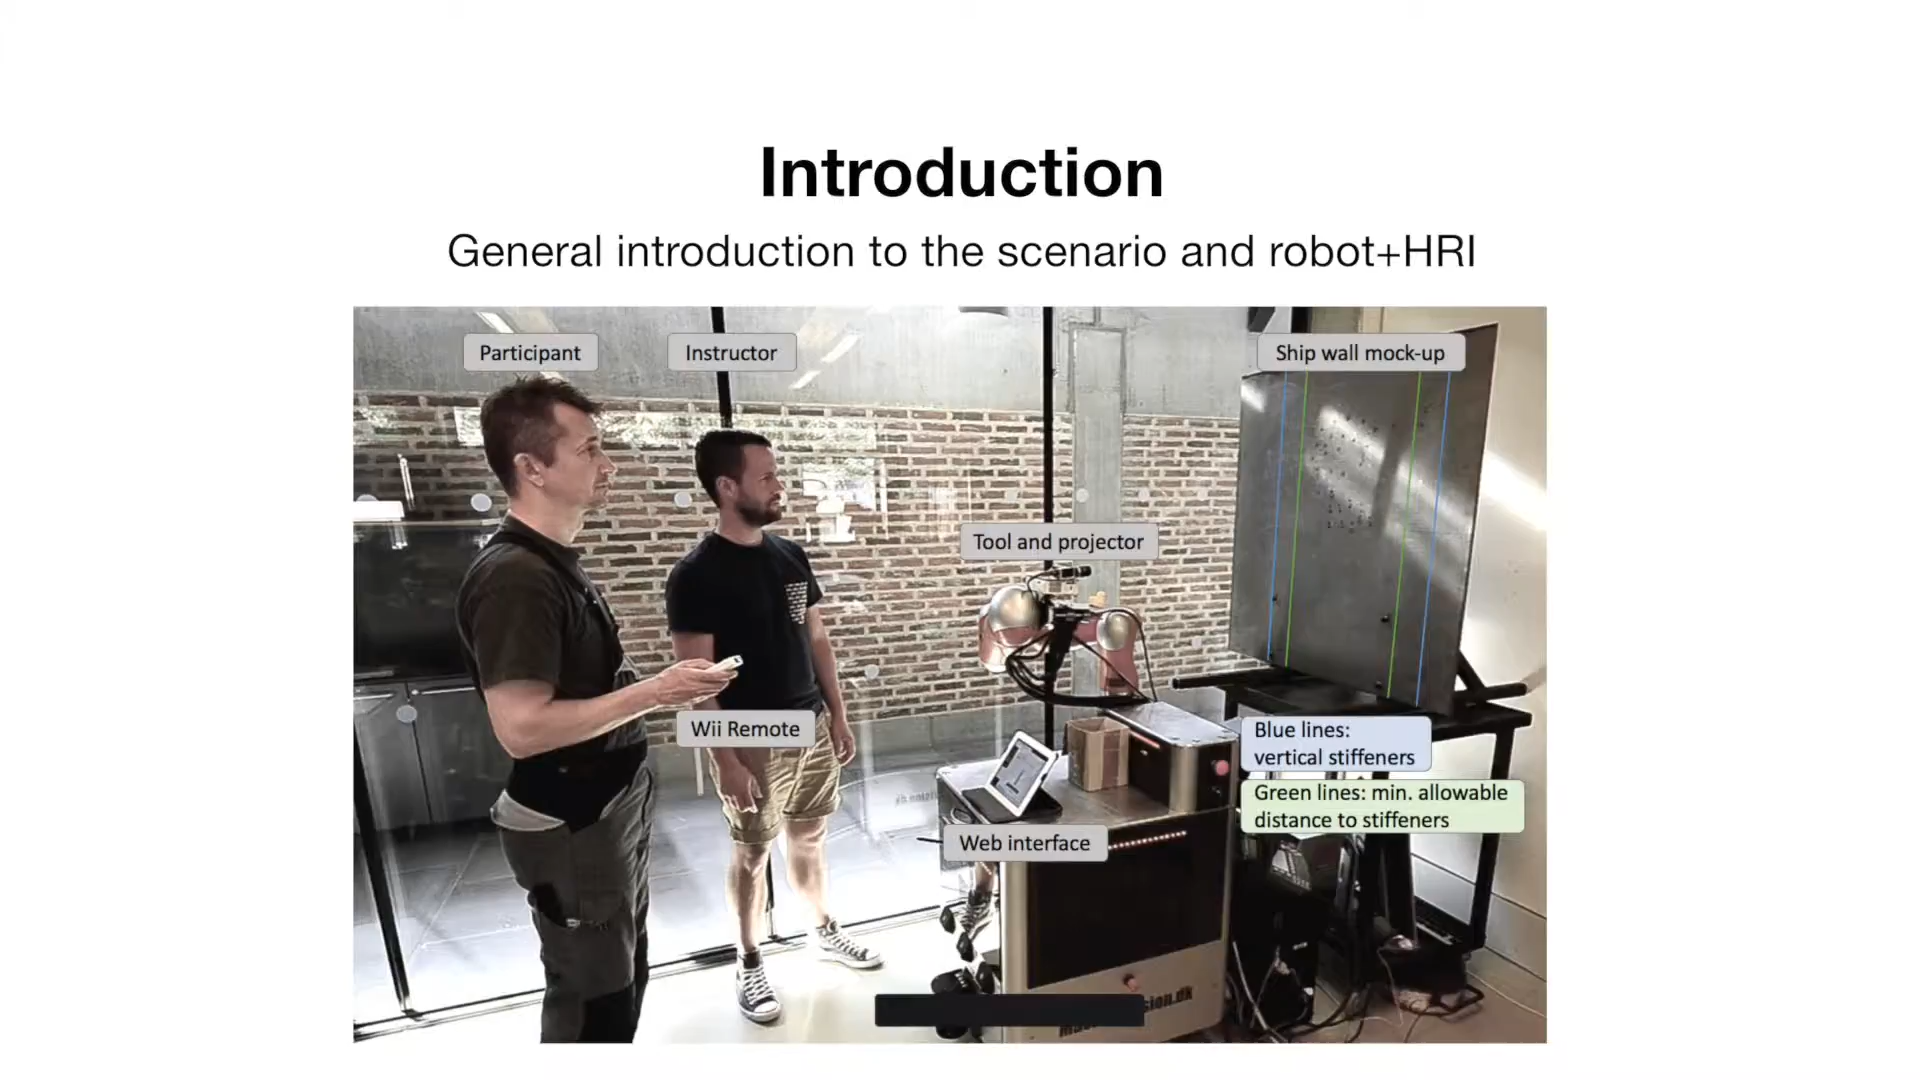 Introduction
General introduction to the scenario and robot+HRI
Participant
Instructor
Ship wall mock-up
Tool and projector
Wii Remote
Blue lines:
vertical stiffeners
Green lines: min. allowable
distance to stiffeners
Web interface